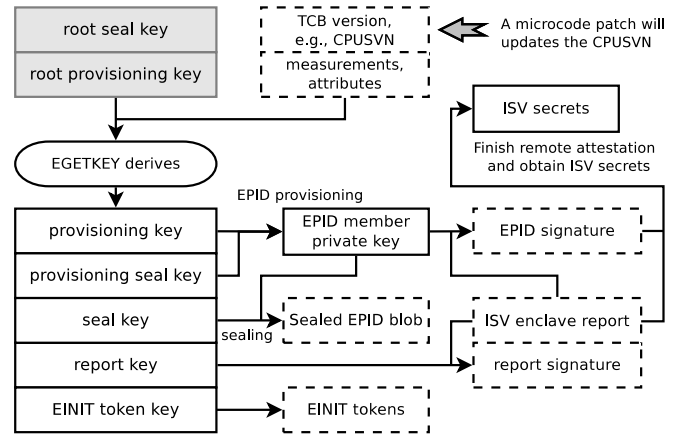 root seal key
root provisioning key
TCB version,
e.g., CPUSVN
measurements,
attributes
A microcode patch will
updates the CPUSVN
ISV secrets
Finish remote attestation
and obtain ISV secrets
EGETKEY derives
EPID provisioning
provisioning key
provisioning seal key
seal key
report key
EINIT token key
EPID member
private key
EPID signature
sealing
Sealed EPID blob
ISV enclave report
report signature
EINIT tokens